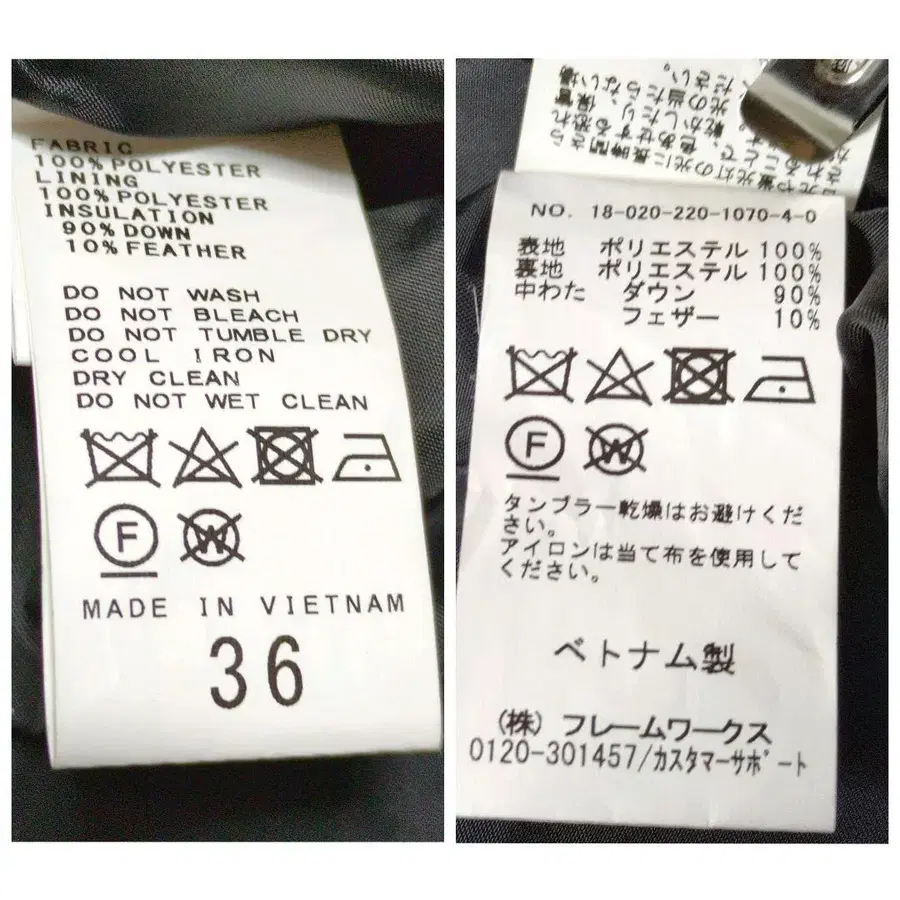 FABRIC
100% POLYESTER
LINING
100% POLYESTER
INSULATION
90% DOWN
10% FEATHER
DO NOT WASH
DO NOT BLEACH
DO NOT TUMBLE DRY
COOL IRON
DRY CLEAN
DO NOT WET CLEAN
F
W
MADE IN VIETNAM
36
NO. 18-020-220-1070-4-0
表地 ポリエステル 100%
裏地 ポリエステル 100%
中わた ダウン 90%
フェザー 10%
F
W
タンブラー乾燥はお避けくだ
さい。
アイロンは当て布を使用して
ください。
ベトナム製
(株) フレームワークス
0120-301457/カスタマーサポート